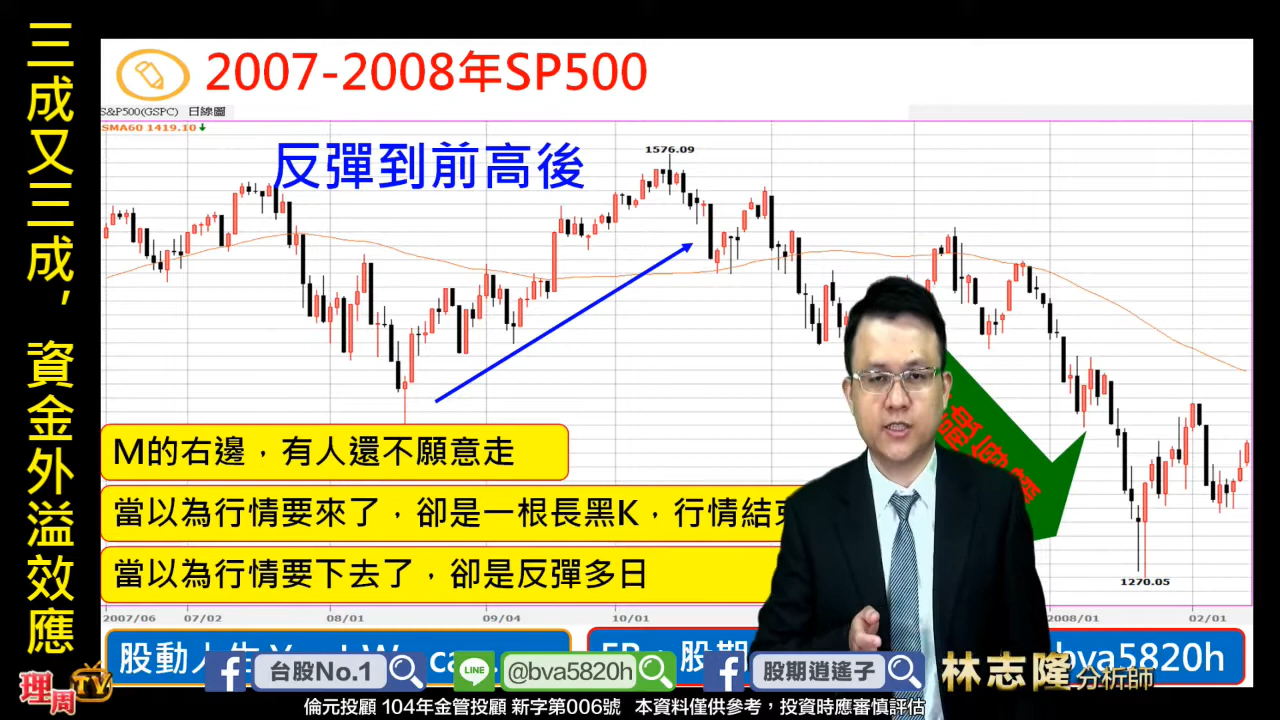 三成又三成，資金外溢效應
2007-2008年SP500
S&P500(GSPC) 日線圖
SMA60 1419.10↓
反彈到前高後
1576.09
M的右邊，有人還不願意走
當以為行情要來了，卻是一根長黑K，行情結束
當以為行情要下去了，卻是反彈多日
1270.05
2007/06 07/02 08/01 09/04 10/01 2008/01 02/01
股動人生
股期
bva5820h
台股No.1
@bva5820h
股期逍遙子
林志隆分析師
理周TV
LINE
倫元投顧 104年金管投顧 新字第006號 本資料僅供參考，投資時應審慎評估